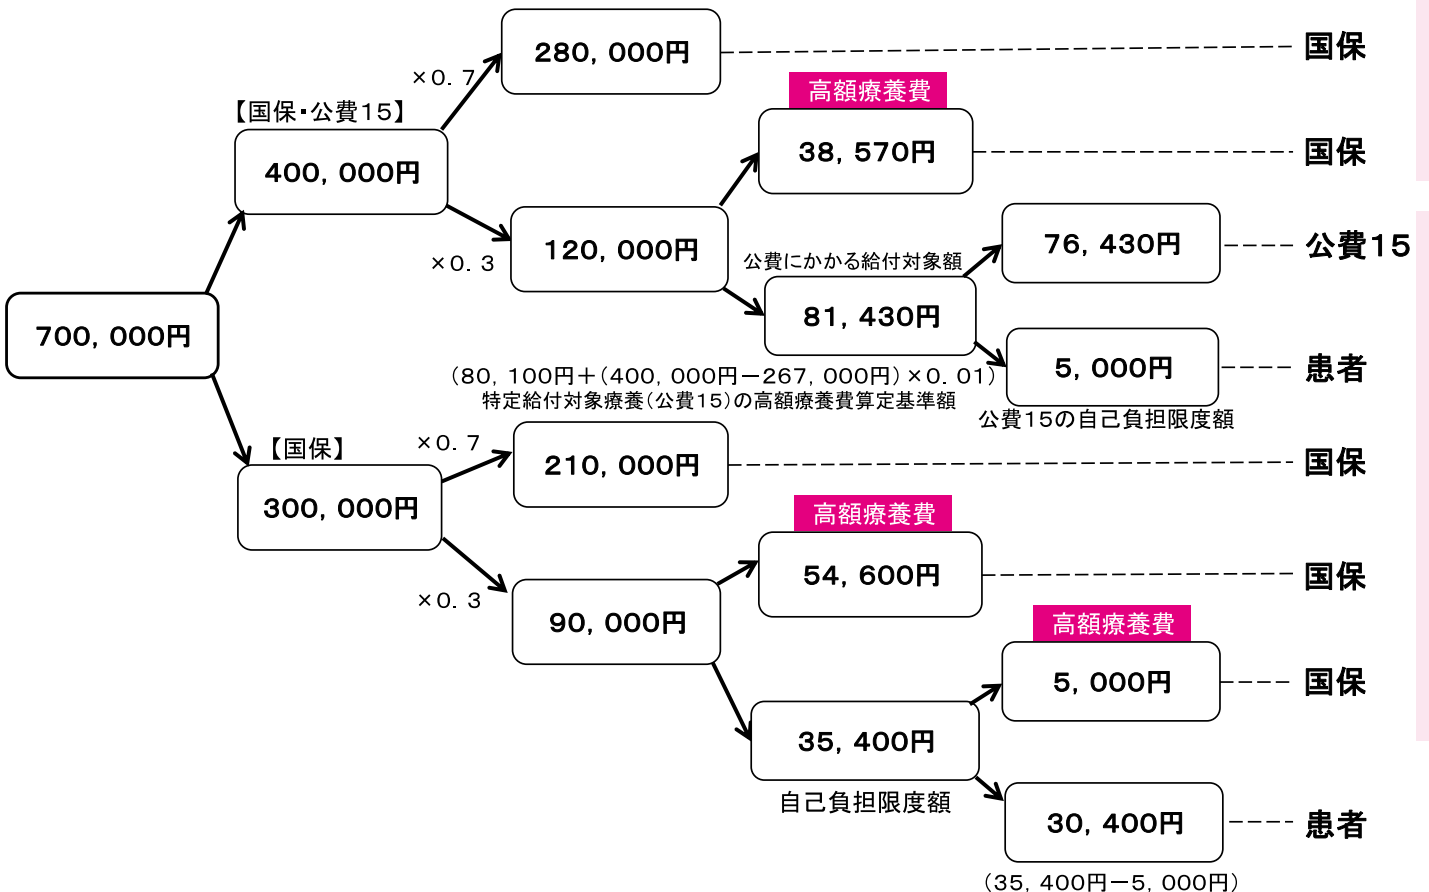 280，000円
国保
×0．7
高額療養費
【国保・公費15】
38，570円
国保
400，000円
120，000円
×0．3
公費にかかる給付対象額
76，430円
公費15
81，430円
700，000円
5，000円
患者
（80，100円＋（400，000円－267，000円）×0．01）
特定給付対象療養（公費15）の高額療養費算定基準額
公費15の自己負担限度額
【国保】
×0．7
210，000円
国保
300，000円
高額療養費
54，600円
国保
×0．3
90，000円
高額療養費
5，000円
国保
35，400円
自己負担限度額
30，400円
患者
（35，400円－5，000円）